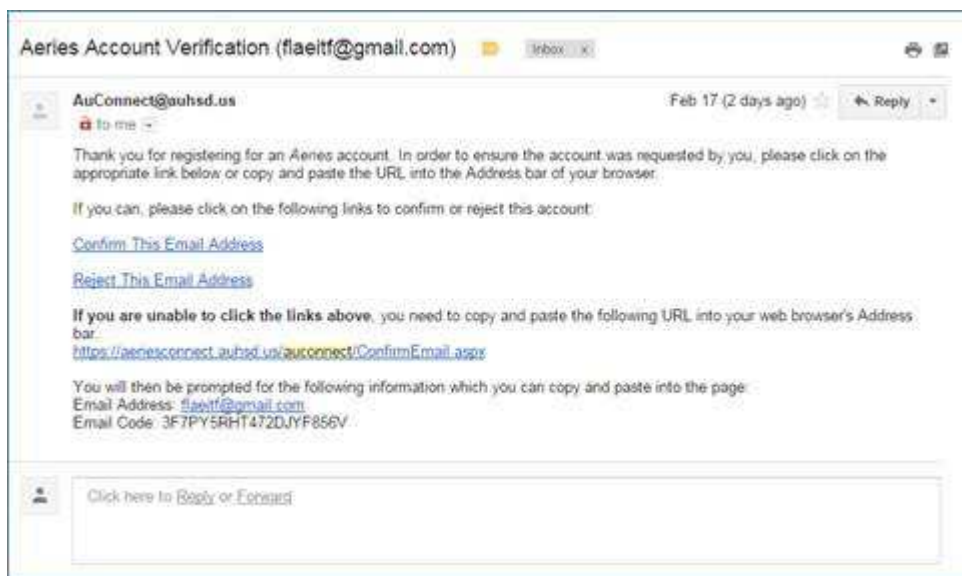 Aeries Account Verification (flaeitf@gmail.com) Inbox x
AuConnect@auhsd.us Feb 17 (2 days ago) Reply
to me
Thank you for registering for an Aeries account. In order to ensure the account was requested by you, please click on the
appropriate link below or copy and paste the URL into the Address bar of your browser.
If you can, please click on the following links to confirm or reject this account:
Confirm This Email Address
Reject This Email Address
If you are unable to click the links above, you need to copy and paste the following URL into your web browser's Address
bar.
https://aeriesconnect.auhsd.us/auconnect/ConfirmEmail.aspx
You will then be prompted for the following information which you can copy and paste into the page:
Email Address: flaeitf@gmail.com
Email Code: 3F7PY5RHT472DJYF856V
Click here to Reply or Forward